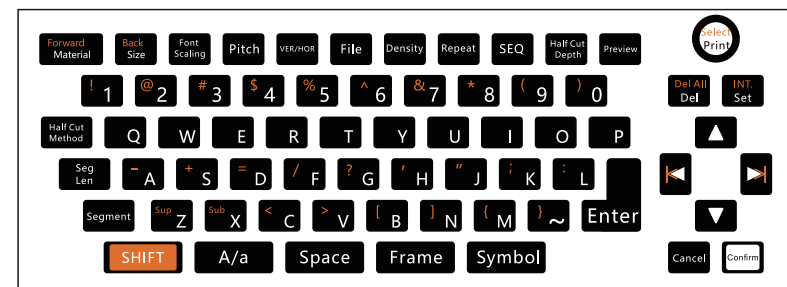 Forward Back Font Scaling Pitch VER/HOR File Density Repeat SEQ Half Cut Depth Preview Select
Material Size Print
! @ # $ % ^ & * ( ) Del All INT.
1 2 3 4 5 6 7 8 9 0 Del Set
Half Cut Method Q W E R T Y U I O P
Seg Len - + = / ? ' " ; :
A S D F G H J K L
Segment Sup Sub < > [ ] { }
Z X C V B N M ~ Enter
SHIFT A/a Space Frame Symbol Cancel Confirm